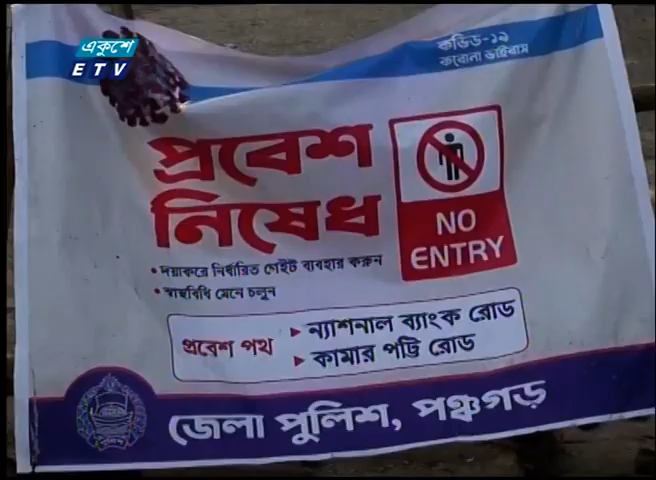 একুশে
ETV
কভিড-১৯
করোনা ভাইরাস
প্রবেশ
নিষেধ
NO
ENTRY
• দয়াকরে নির্ধারিত গেইট ব্যবহার করুন
• স্বাস্থ্যবিধি মেনে চলুন
প্রবেশ পথ
ন্যাশনাল ব্যাংক রোড
কামার পট্টি রোড
জেলা পুলিশ, পঞ্চগড়